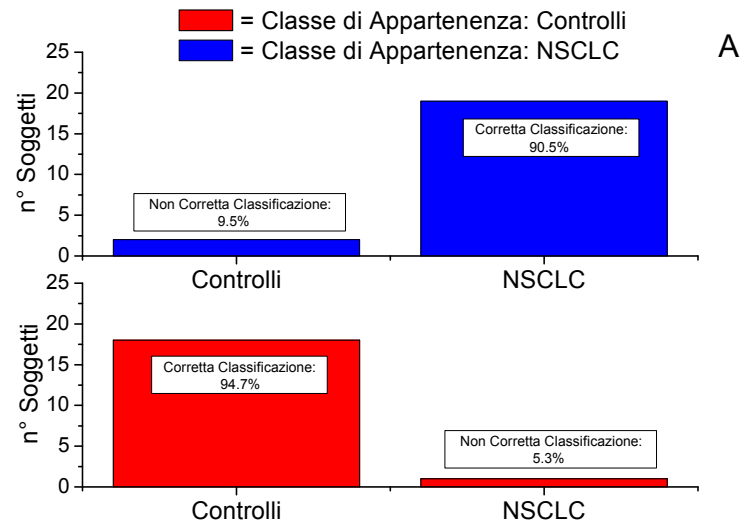 = Classe di Appartenenza: Controlli
= Classe di Appartenenza: NSCLC
A
25
20
15
10
5
0
n° Soggetti
Non Corretta Classificazione:
9.5%
Corretta Classificazione:
90.5%
Controlli
NSCLC
25
20
15
10
5
0
n° Soggetti
Corretta Classificazione:
94.7%
Non Corretta Classificazione:
5.3%
Controlli
NSCLC